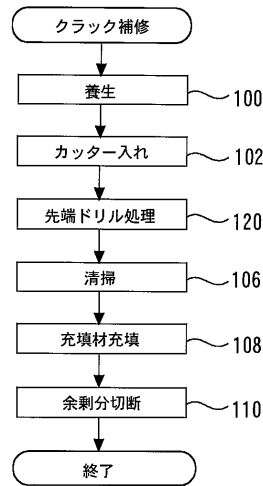 クラック補修
養生
100
カッター入れ
102
先端ドリル処理
120
清掃
106
充填材充填
108
余剰分切断
110
終了